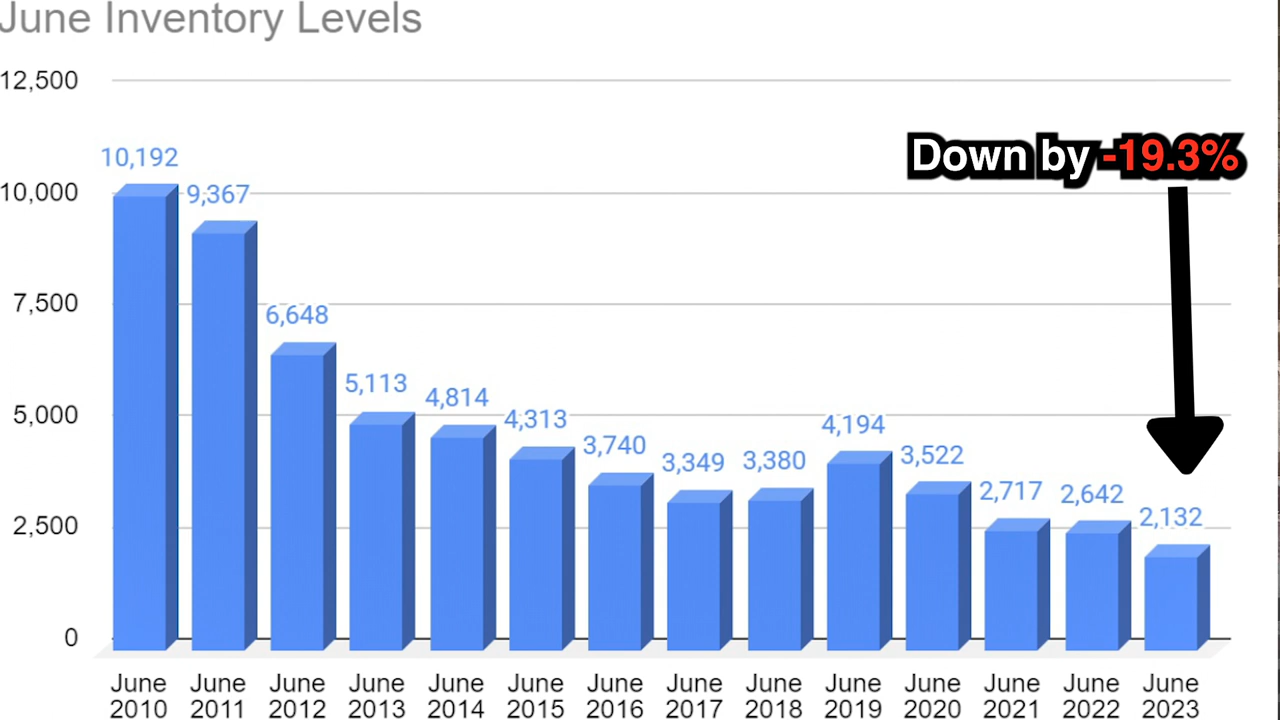 June Inventory Levels
12,500
10,000
7,500
5,000
2,500
0
Down by -19.3%
10,192
9,367
6,648
5,113
4,814
4,313
3,740
3,349
3,380
4,194
3,522
2,717
2,642
2,132
June 2010
June 2011
June 2012
June 2013
June 2014
June 2015
June 2016
June 2017
June 2018
June 2019
June 2020
June 2021
June 2022
June 2023